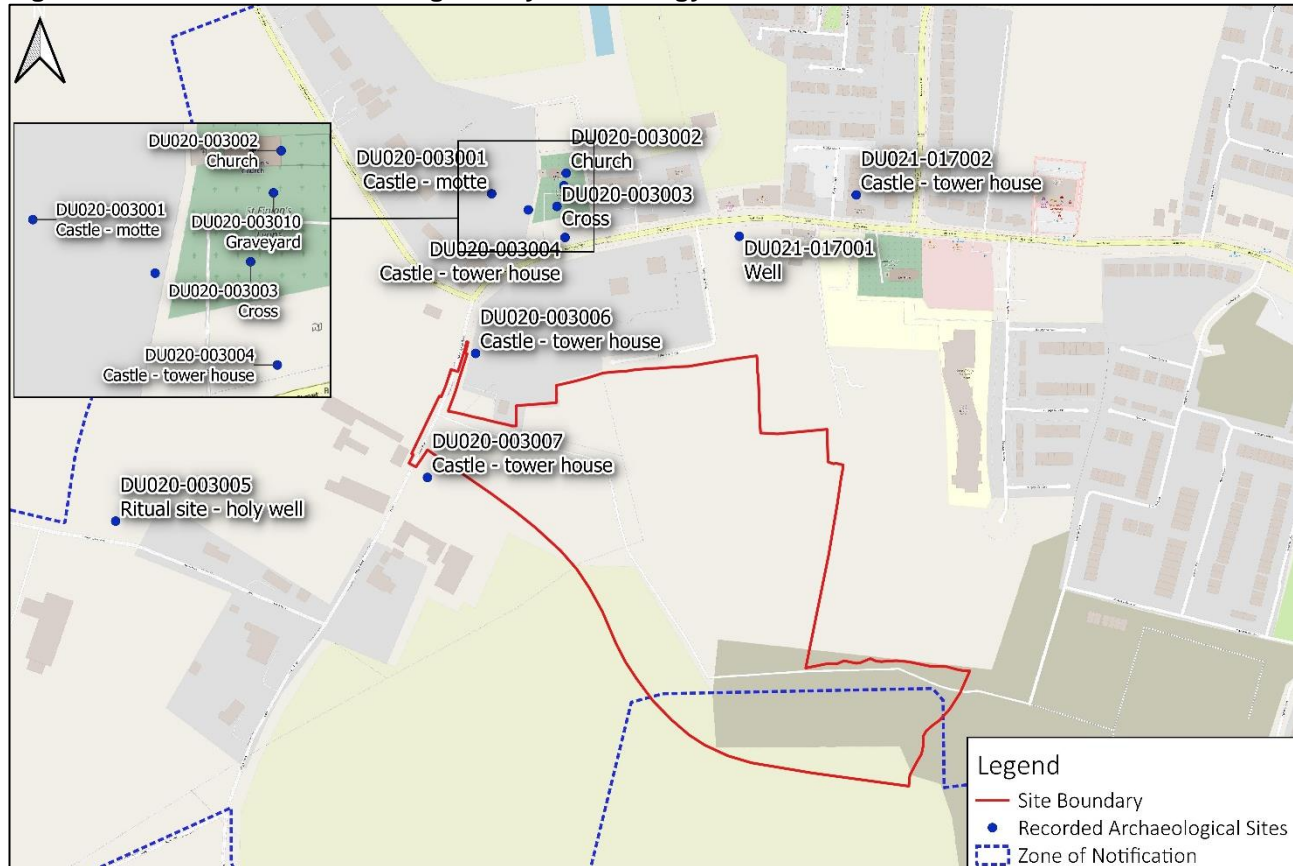 DU020-003002
Church
DU020-003001
Castle - motte
DU020-003010
Graveyard
DU020-003003
Cross
DU020-003004
Castle - tower house
DU020-003001
Castle - motte
DU020-003002
Church
DU020-003003
Cross
DU020-003004
Castle - tower house
DU021-017002
Castle - tower house
DU021-017001
Well
DU020-003006
Castle - tower house
DU020-003007
Castle - tower house
DU020-003005
Ritual site - holy well
Legend
Site Boundary
Recorded Archaeological Sites
Zone of Notification